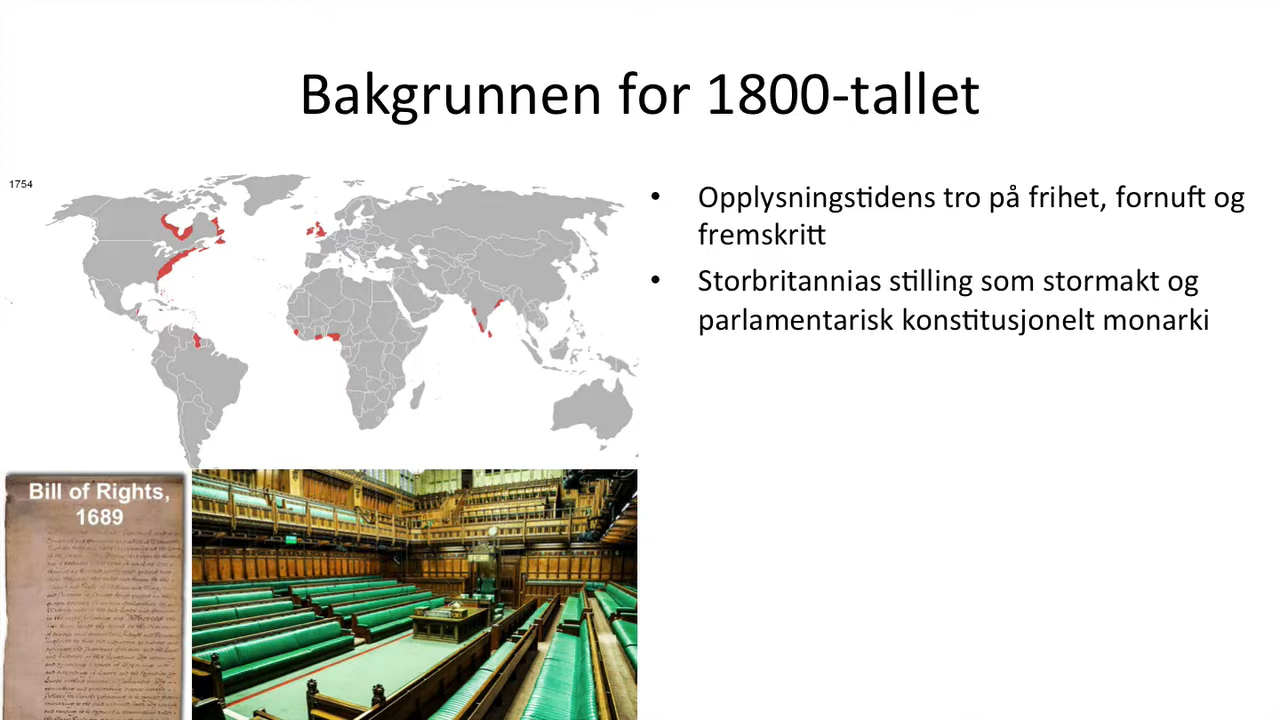 Bakgrunnen for 1800-tallet
1754
• Opplysningstidens tro på frihet, fornuft og
fremskritt
• Storbritannias stilling som stormakt og
parlamentarisk konstitusjonelt monarki
Bill of Rights,
1689